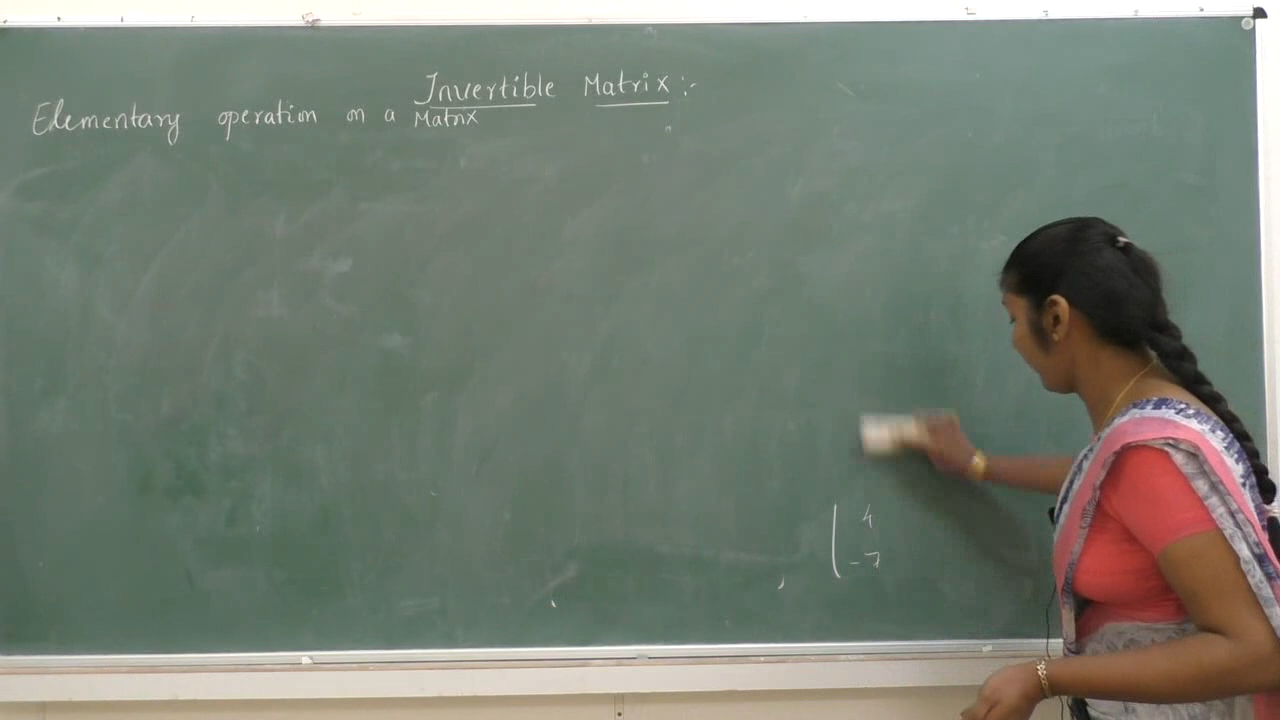 Invertible Matrix :-
Elementary operation on a Matrix
4
-7